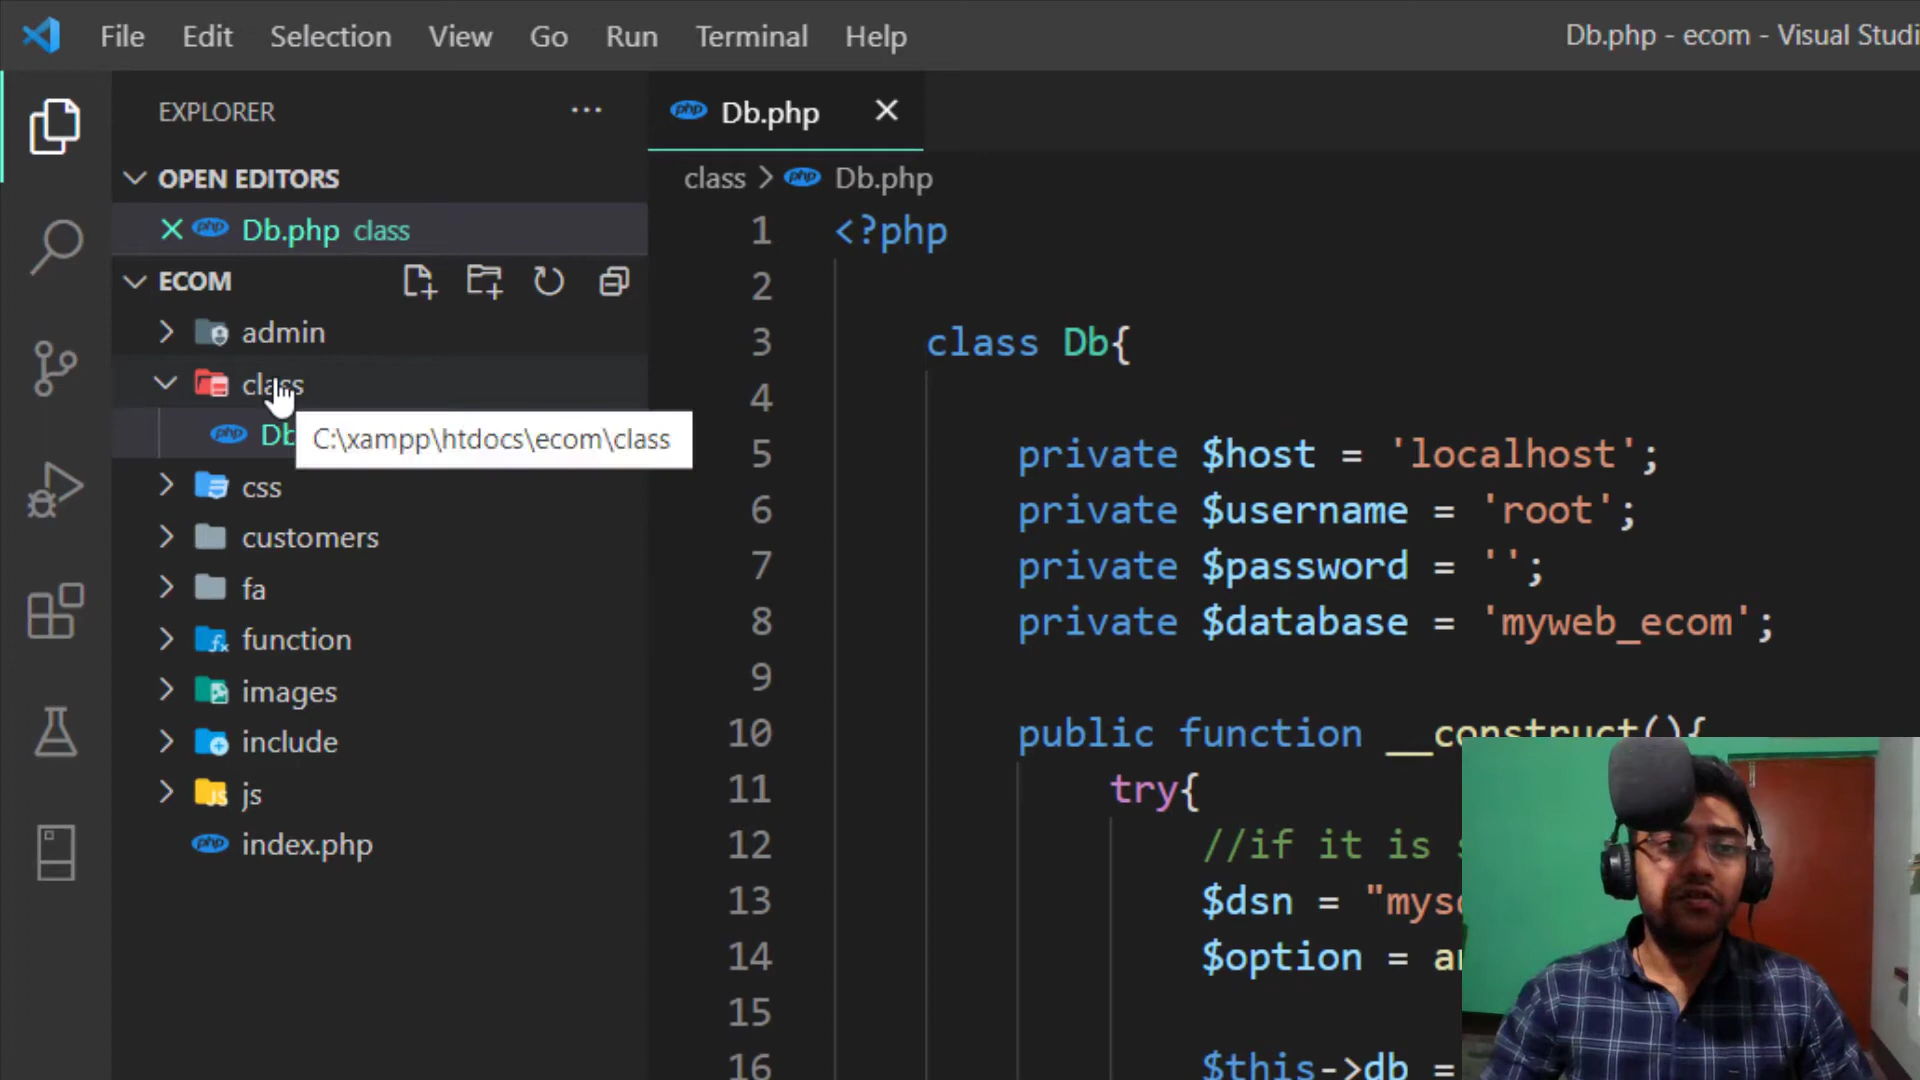 File Edit Selection View Go Run Terminal Help
Db.php - ecom - Visual Studi
EXPLORER ...
OPEN EDITORS
Db.php class
ECOM
admin
class
Db
C:\xampp\htdocs\ecom\class
css
customers
fa
function
images
include
js
index.php
php Db.php
class > php Db.php
1 <?php
2
3 class Db{
4
5 private $host = 'localhost';
6 private $username = 'root';
7 private $password = '';
8 private $database = 'myweb_ecom';
9
10 public function __construct(){
11 try{
12 //if it is
13 $dsn = "mysq
14 $option = ar
15
16 $this->db =